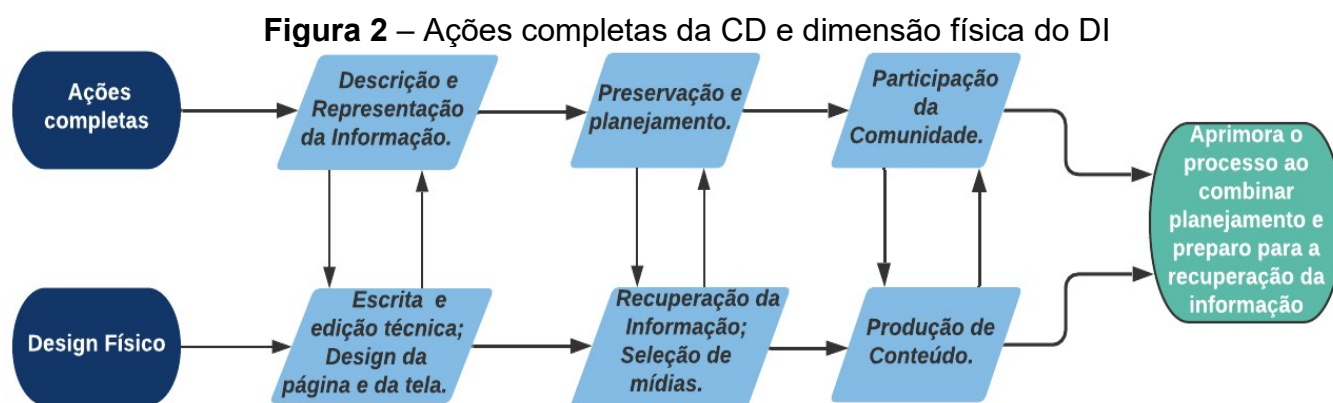 Figura 2 – Ações completas da CD e dimensão física do DI
Ações
completas
Descrição e
Representação
da Informação.
Preservação e
planejamento.
Participação
da
Comunidade.
Aprimora o
processo ao
combinar
planejamento e
preparo para a
recuperação da
informação
Design Físico
Escrita e
edição técnica;
Design da
página e da tela.
Recuperação da
Informação;
Seleção de
mídias.
Produção de
Conteúdo.